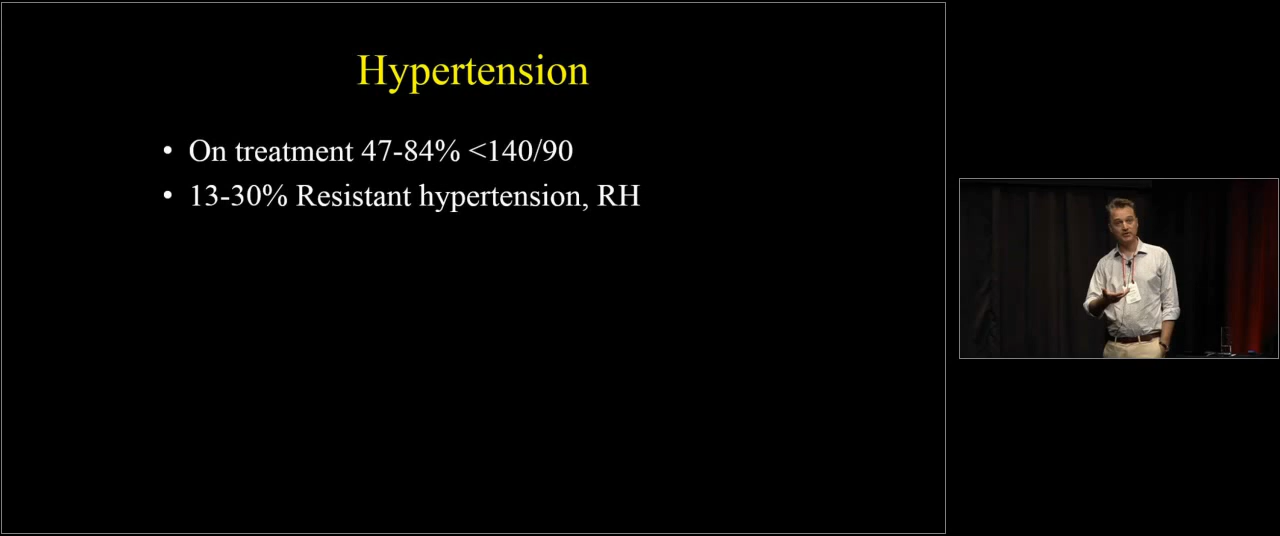 Hypertension
• On treatment 47-84% <140/90
• 13-30% Resistant hypertension, RH